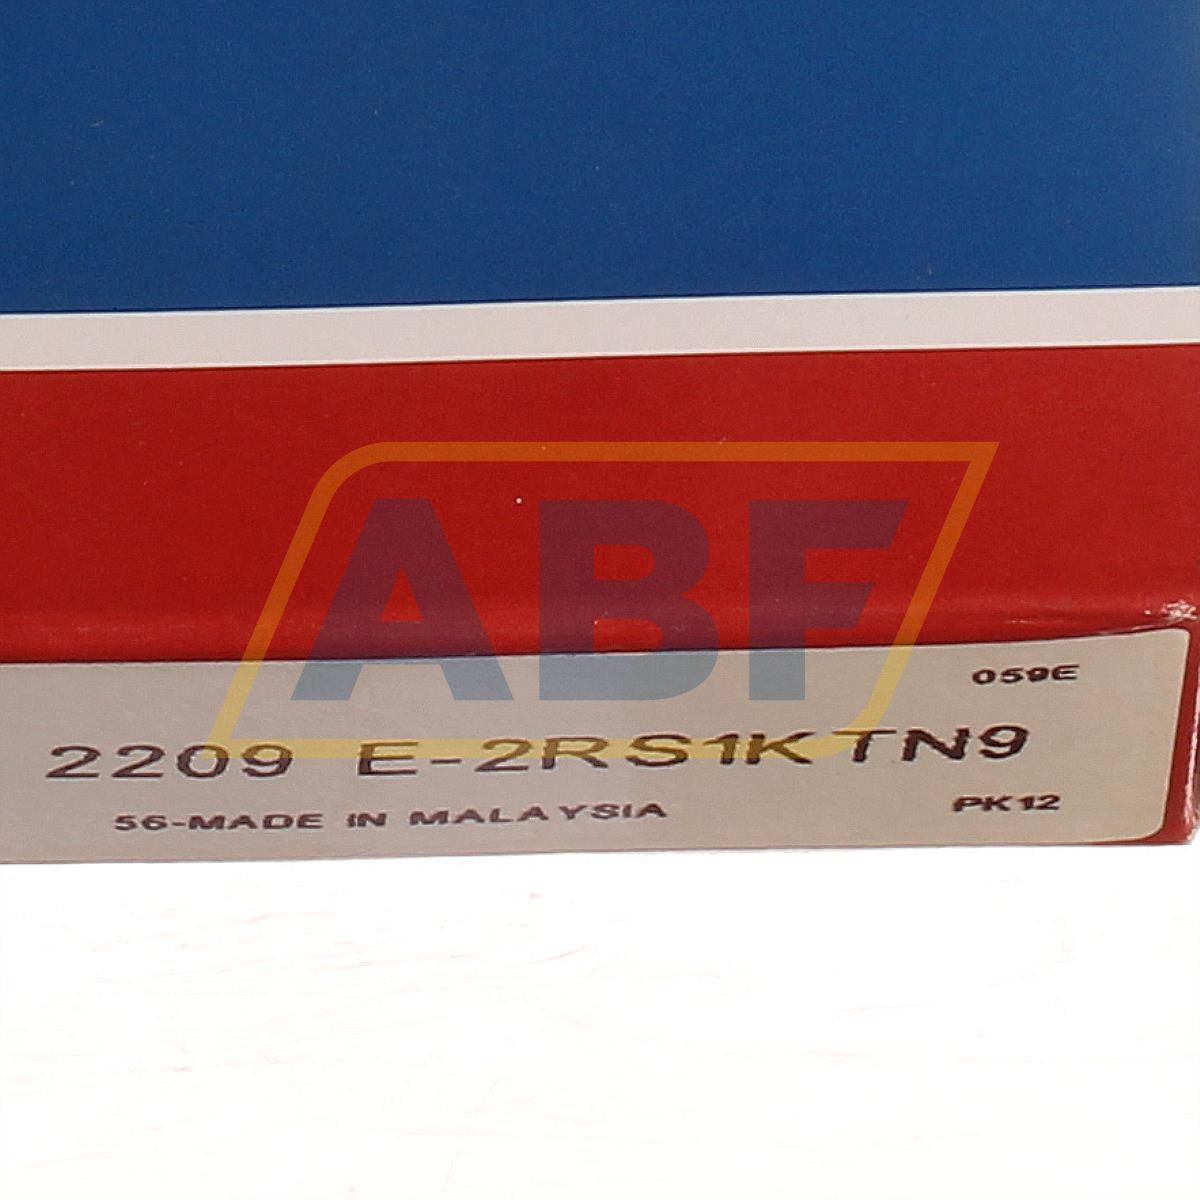 ABF
059E
2209 E-2RS1KTN9
56-MADE IN MALAYSIA
PK12